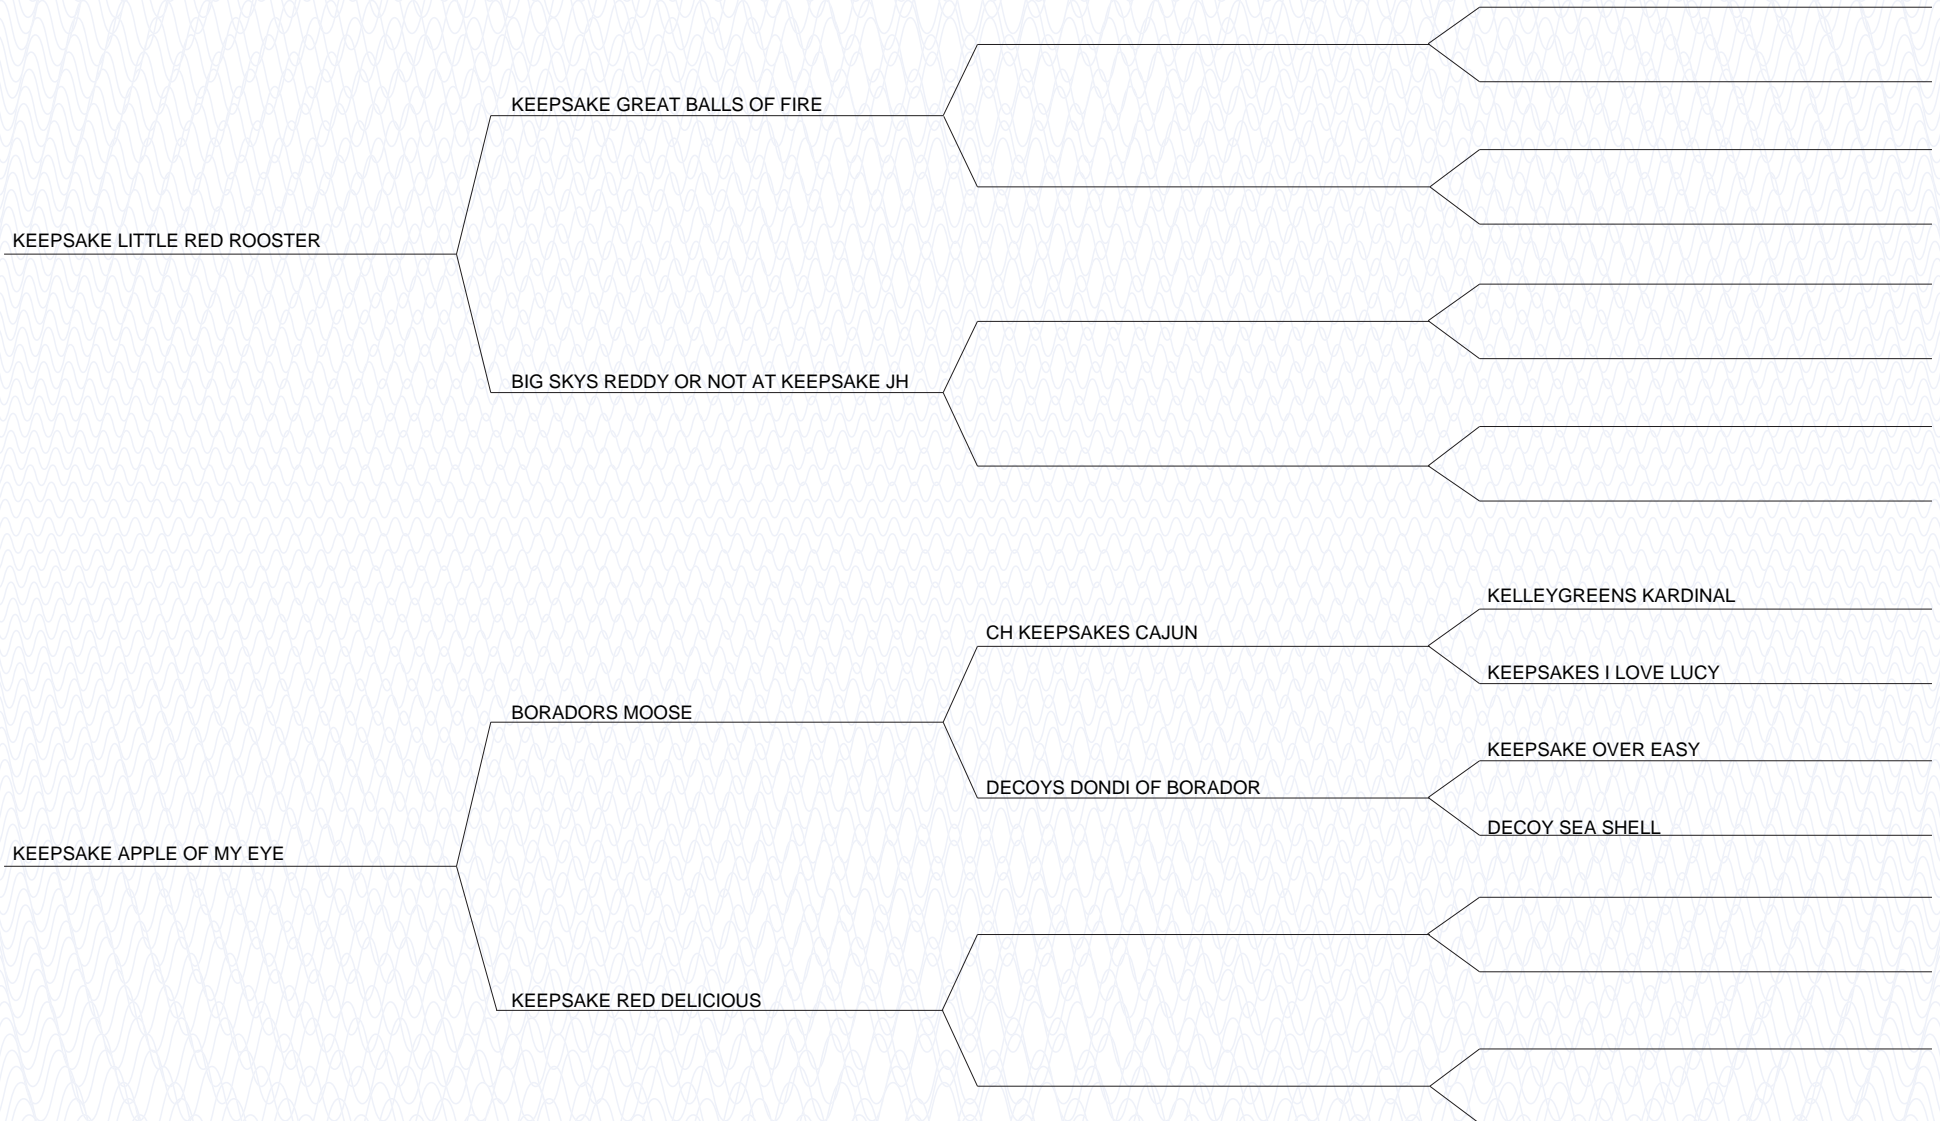 KEEPSAKE GREAT BALLS OF FIRE
KEEPSAKE LITTLE RED ROOSTER
BIG SKYS REDDY OR NOT AT KEEPSAKE JH
KELLEYGREENS KARDINAL
CH KEEPSAKES CAJUN
KEEPSAKES I LOVE LUCY
BORADORS MOOSE
KEEPSAKE OVER EASY
DECOYS DONDI OF BORADOR
DECOY SEA SHELL
KEEPSAKE APPLE OF MY EYE
KEEPSAKE RED DELICIOUS